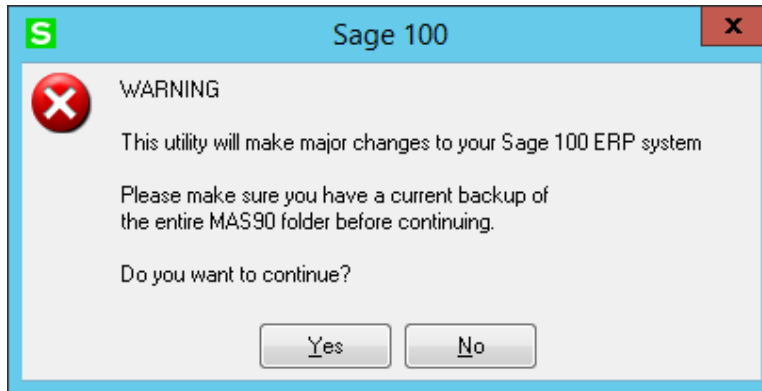 S
Sage 100
x
WARNING
This utility will make major changes to your Sage 100 ERP system
Please make sure you have a current backup of
the entire MAS90 folder before continuing.
Do you want to continue?
Yes
No